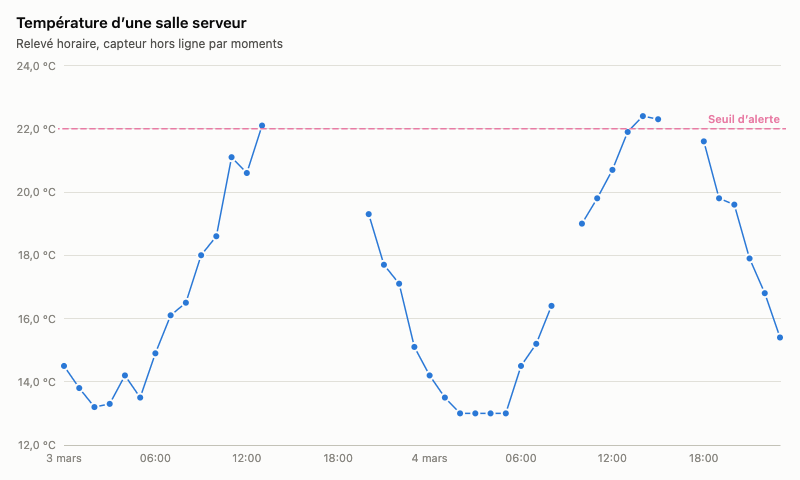 Température d’une salle serveur
Relevé horaire, capteur hors ligne par moments
24,0 °C
Seuil d’alerte
22,0 °C
20,0 °C
18,0 °C
16,0 °C
14,0 °C
12,0 °C
3 mars 06:00 12:00 18:00 4 mars 06:00 12:00 18:00